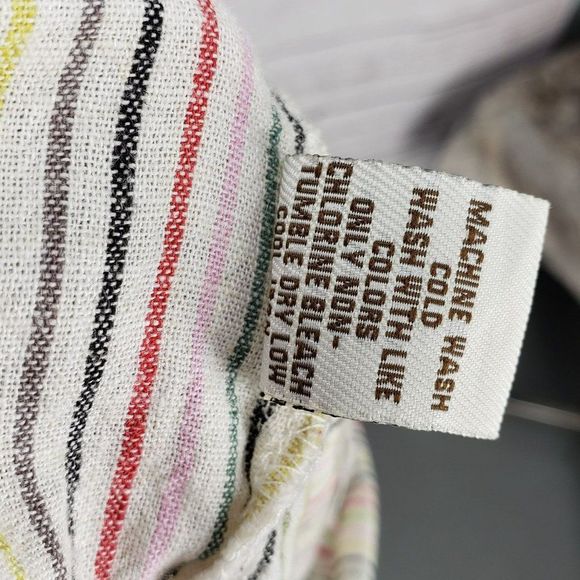 MACHINE WASH
COLD
WASH WITH LIKE
COLORS
ONLY NON-
CHLORINE BLEACH
TUMBLE DRY LOW